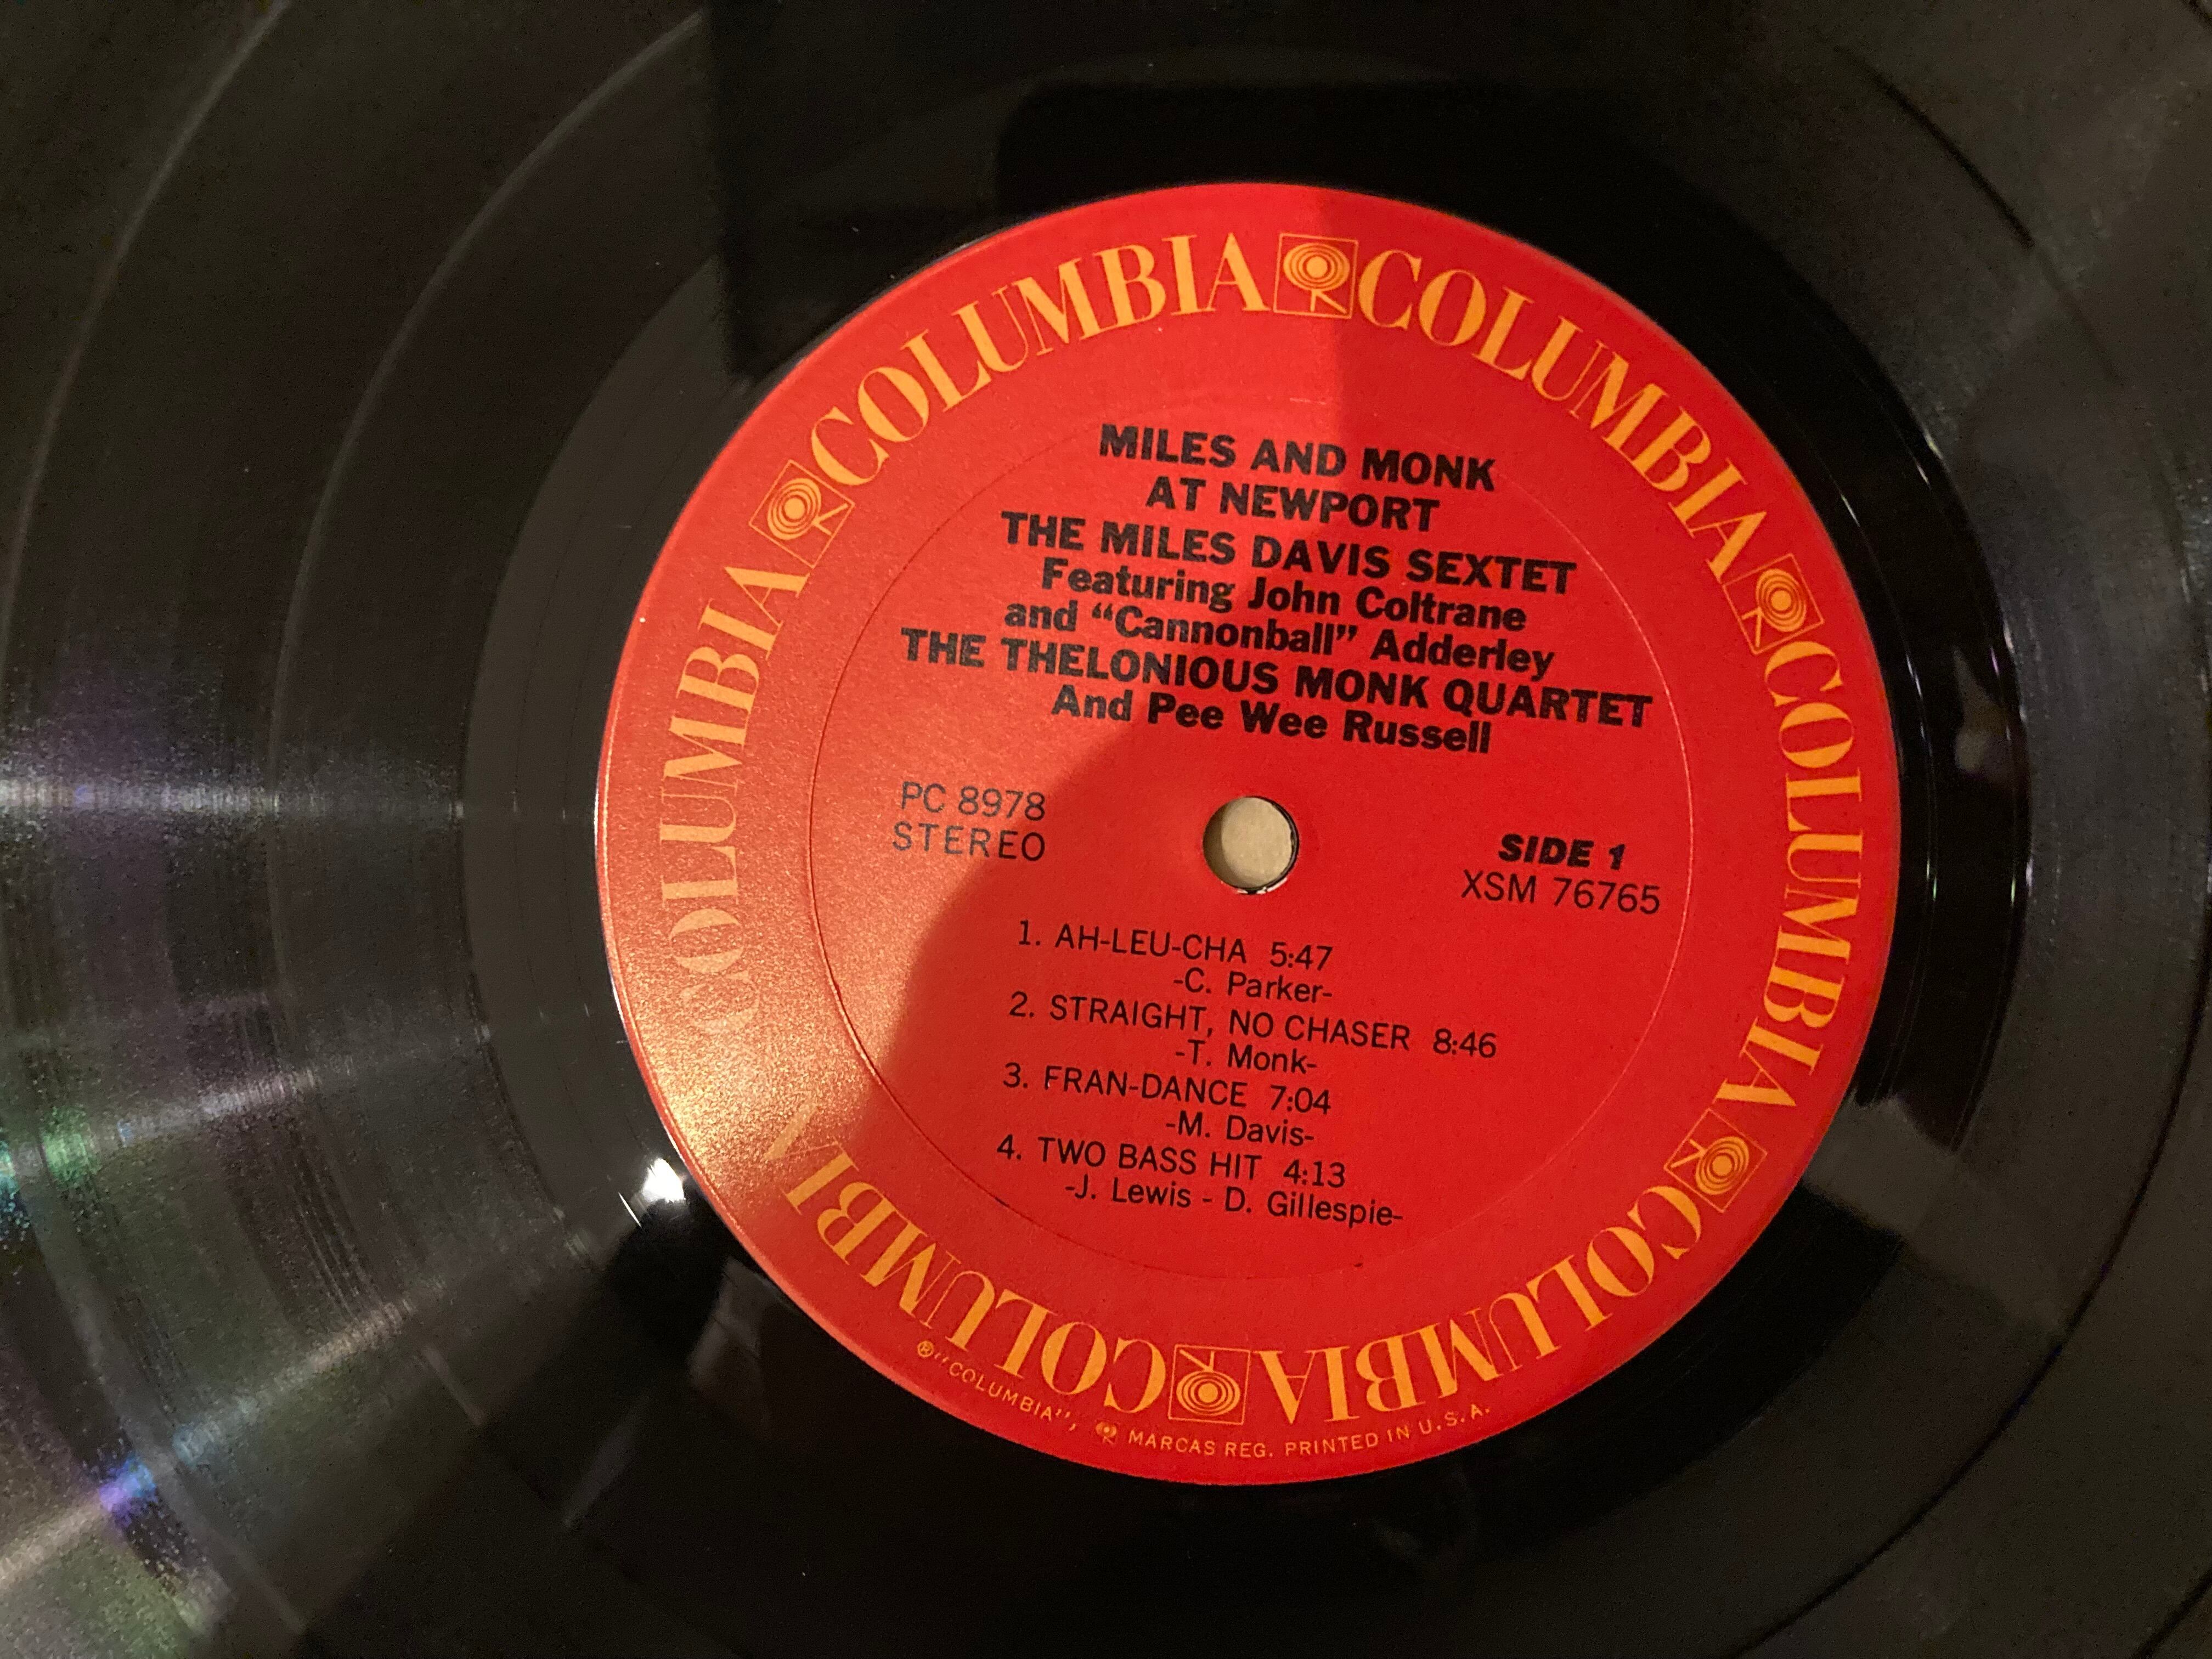 COLUMBIA COLUMBIA COLUMBIA COLUMBIA COLUMBIA COLUMBIA
MILES AND MONK
AT NEWPORT
THE MILES DAVIS SEXTET
Featuring John Coltrane
and “Cannonball” Adderley
THE THELONIOUS MONK QUARTET
And Pee Wee Russell
PC 8978
STEREO
SIDE 1
XSM 76765
1. AH-LEU-CHA 5:47
-C. Parker-
2. STRAIGHT, NO CHASER 8:46
-T. Monk-
3. FRAN-DANCE 7:04
-M. Davis-
4. TWO BASS HIT 4:13
-J. Lewis - D. Gillespie-
® "COLUMBIA", MARCAS REG. PRINTED IN U.S.A.